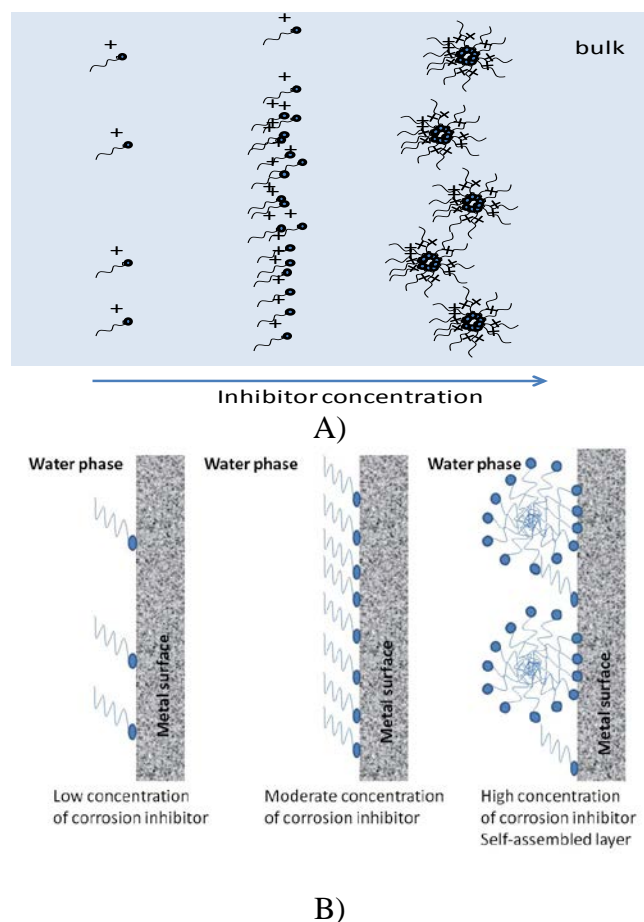 bulk
Inhibitor concentration
A)
Water phase
Water phase
Water phase
Metal surface
Metal surface
Metal surface
Low concentration
of corrosion inhibitor
Moderate concentration
of corrosion inhibitor
High concentration
of corrosion inhibitor
Self-assembled layer
B)